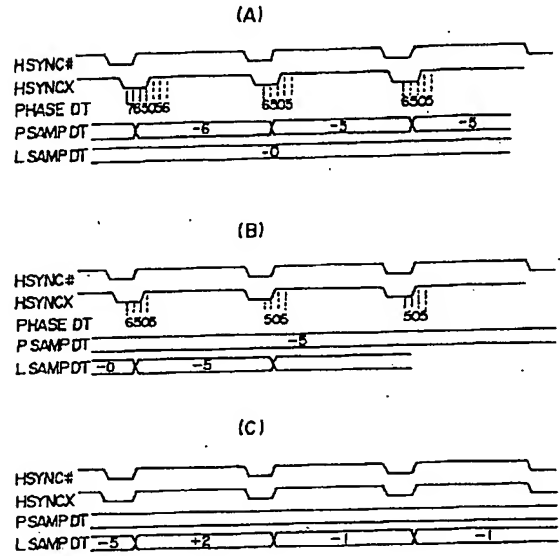 (A)
HSYNC#
HSYNCX
PHASE DT 765056 6505 6505
P SAMP DT -6 -5 -5
L SAMP DT -0
(B)
HSYNC#
HSYNCX
PHASE DT 6505 505 505
P SAMP DT -5
L SAMP DT -0 -5
(C)
HSYNC#
HSYNCX
P SAMP DT
L SAMP DT -5 +2 -1 -1